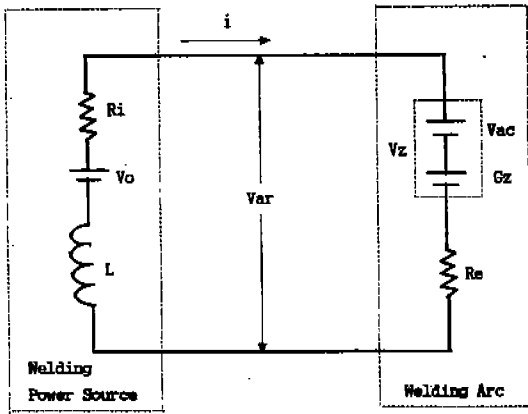 i
Ri
Vo
L
Var
Vac
Vz
Gz
Re
Welding
Power Source
Welding Arc